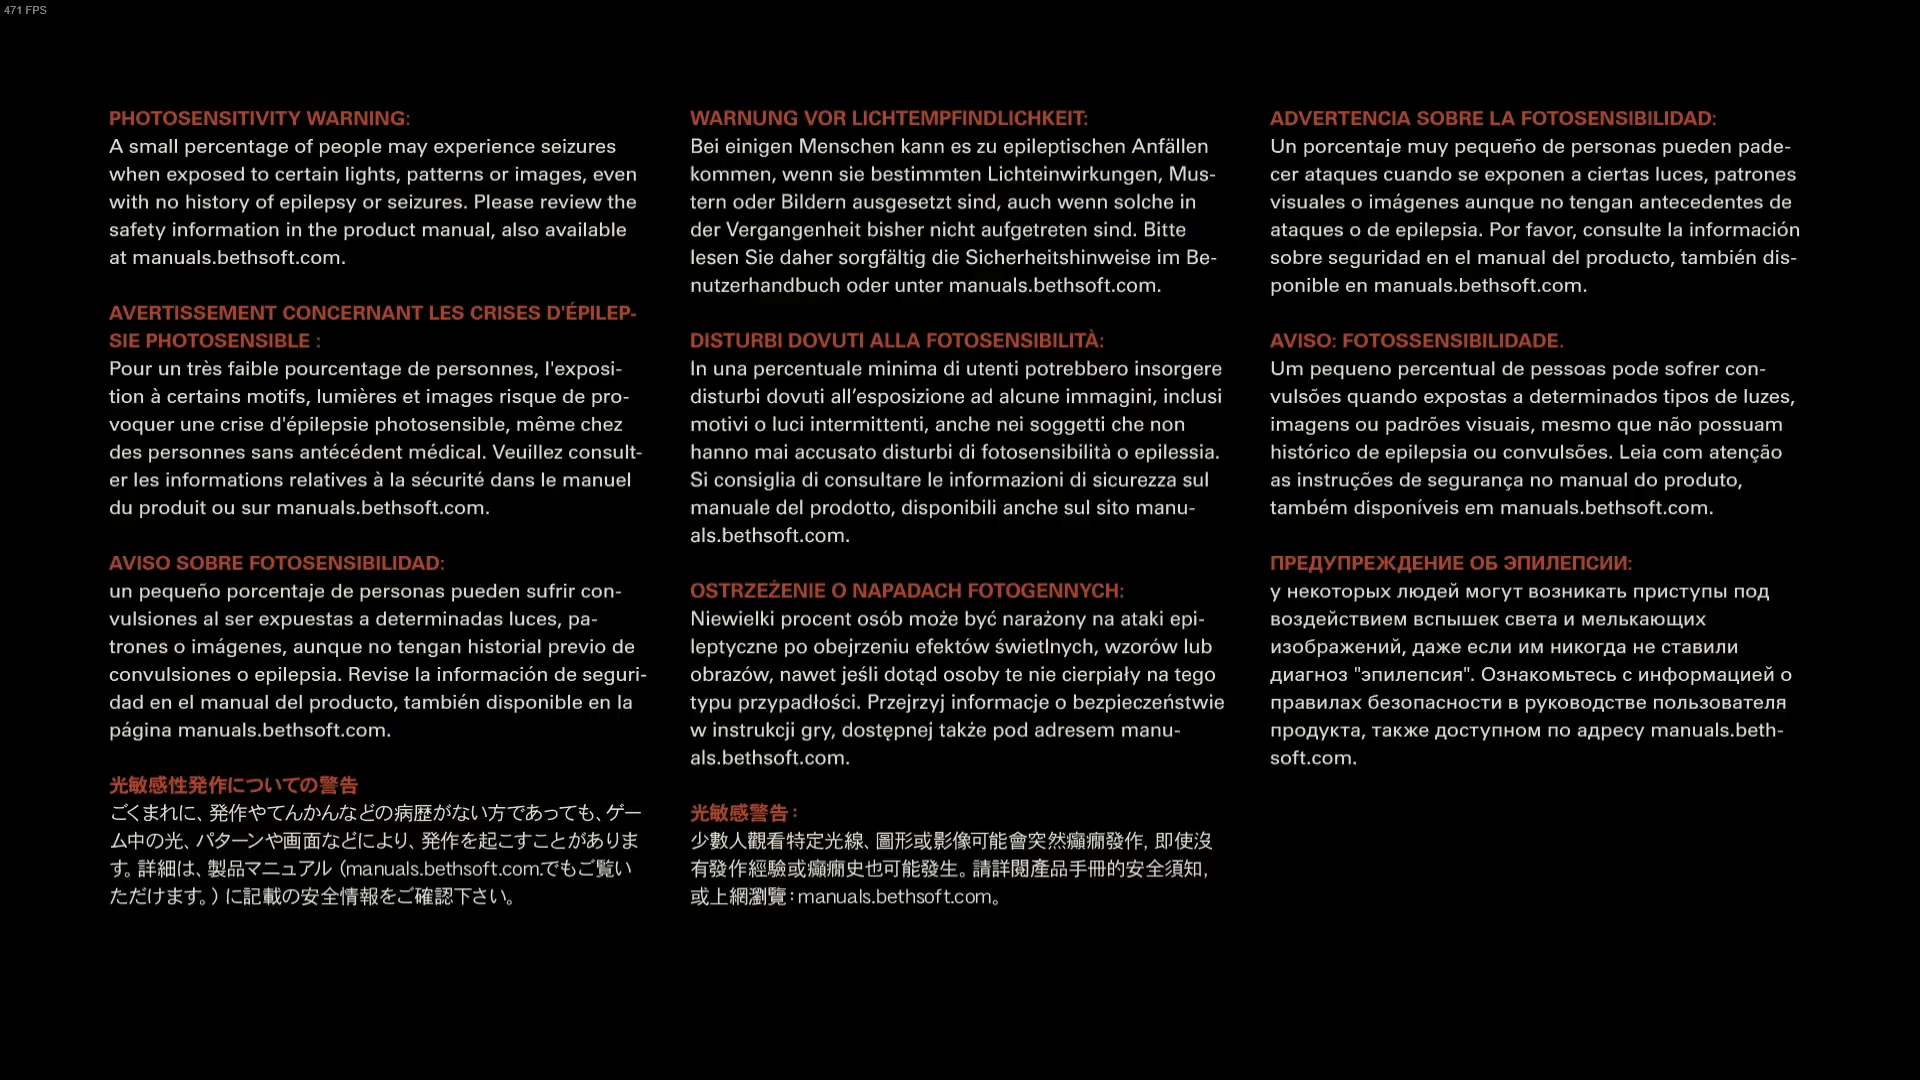 471 FPS
PHOTOSENSITIVITY WARNING:
A small percentage of people may experience seizures
when exposed to certain lights, patterns or images, even
with no history of epilepsy or seizures. Please review the
safety information in the product manual, also available
at manuals.bethsoft.com.
AVERTISSEMENT CONCERNANT LES CRISES D'ÉPILEP-
SIE PHOTOSENSIBLE :
Pour un très faible pourcentage de personnes, l'exposi-
tion à certains motifs, lumières et images risque de pro-
voquer une crise d'épilepsie photosensible, même chez
des personnes sans antécédent médical. Veuillez consult-
er les informations relatives à la sécurité dans le manuel
du produit ou sur manuals.bethsoft.com.
AVISO SOBRE FOTOSENSIBILIDAD:
un pequeño porcentaje de personas pueden sufrir con-
vulsiones al ser expuestas a determinadas luces, pa-
trones o imágenes, aunque no tengan historial previo de
convulsiones o epilepsia. Revise la información de seguri-
dad en el manual del producto, también disponible en la
página manuals.bethsoft.com.
光敏感性発作についての警告
ごくまれに、発作やてんかんなどの病歴がない方であっても、ゲー
ム中の光、パターンや画面などにより、発作を起こすことがありま
す。詳細は、製品マニュアル（manuals.bethsoft.com.でもご覧い
ただけます。）に記載の安全情報をご確認下さい。
WARNUNG VOR LICHTEMPFINDLICHKEIT:
Bei einigen Menschen kann es zu epileptischen Anfällen
kommen, wenn sie bestimmten Lichteinwirkungen, Mus-
tern oder Bildern ausgesetzt sind, auch wenn solche in
der Vergangenheit bisher nicht aufgetreten sind. Bitte
lesen Sie daher sorgfältig die Sicherheitshinweise im Be-
nutzerhandbuch oder unter manuals.bethsoft.com.
DISTURBI DOVUTI ALLA FOTOSENSIBILITÀ:
In una percentuale minima di utenti potrebbero insorgere
disturbi dovuti all’esposizione ad alcune immagini, inclusi
motivi o luci intermittenti, anche nei soggetti che non
hanno mai accusato disturbi di fotosensibilità o epilessia.
Si consiglia di consultare le informazioni di sicurezza sul
manuale del prodotto, disponibili anche sul sito manu-
als.bethsoft.com.
OSTRZEŻENIE O NAPADACH FOTOGENNYCH:
Niewielki procent osób może być narażony na ataki epi-
leptyczne po obejrzeniu efektów świetlnych, wzorów lub
obrazów, nawet jeśli dotąd osoby te nie cierpiały na tego
typu przypadłości. Przejrzyj informacje o bezpieczeństwie
w instrukcji gry, dostępnej także pod adresem manu-
als.bethsoft.com.
光敏感警告：
少數人觀看特定光線、圖形或影像可能會突然癲癇發作，即使沒
有發作經驗或癲癇史也可能發生。請詳閱產品手冊的安全須知，
或上網瀏覽：manuals.bethsoft.com。
ADVERTENCIA SOBRE LA FOTOSENSIBILIDAD:
Un porcentaje muy pequeño de personas pueden pade-
cer ataques cuando se exponen a ciertas luces, patrones
visuales o imágenes aunque no tengan antecedentes de
ataques o de epilepsia. Por favor, consulte la información
sobre seguridad en el manual del producto, también dis-
ponible en manuals.bethsoft.com.
AVISO: FOTOSSENSIBILIDADE.
Um pequeno percentual de pessoas pode sofrer con-
vulsões quando expostas a determinados tipos de luzes,
imagens ou padrões visuais, mesmo que não possuam
histórico de epilepsia ou convulsões. Leia com atenção
as instruções de segurança no manual do produto,
também disponíveis em manuals.bethsoft.com.
ПРЕДУПРЕЖДЕНИЕ ОБ ЭПИЛЕПСИИ:
у некоторых людей могут возникать приступы под
воздействием вспышек света и мелькающих
изображений, даже если им никогда не ставили
диагноз "эпилепсия". Ознакомьтесь с информацией о
правилах безопасности в руководстве пользователя
продукта, также доступном по адресу manuals.beth-
soft.com.